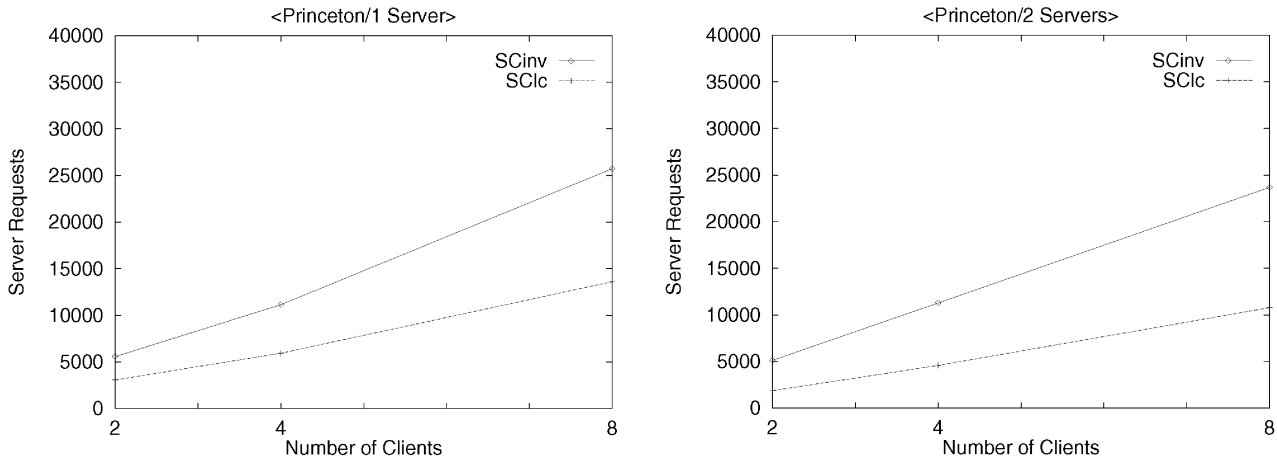 <Princeton/1 Server>
40000
35000
30000
25000
20000
15000
10000
5000
0
Server Requests
SCinv
SClc
2
4
8
Number of Clients
<Princeton/2 Servers>
40000
35000
30000
25000
20000
15000
10000
5000
0
Server Requests
SCinv
SClc
2
4
8
Number of Clients